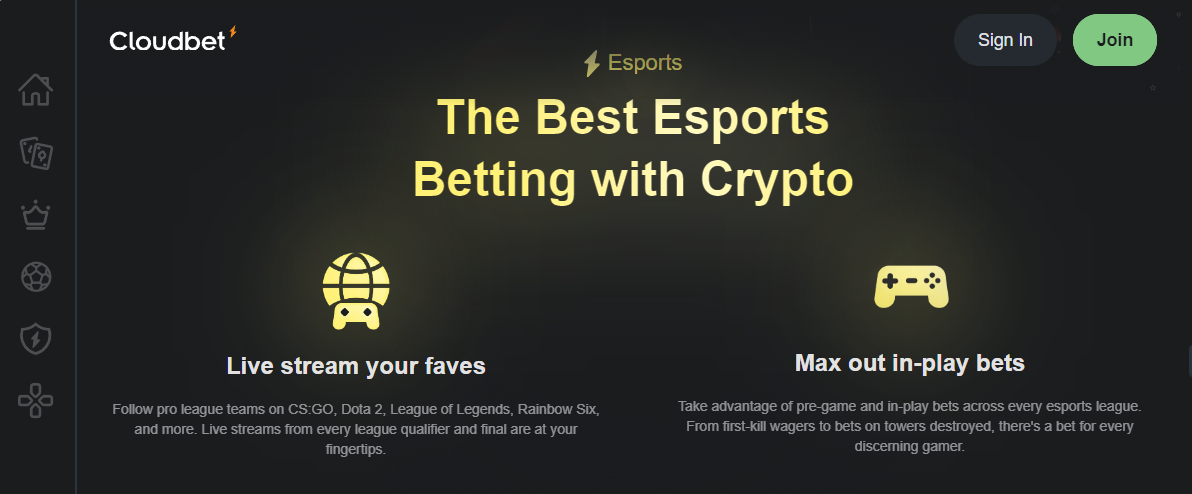 Cloudbet
Sign In
Join
Esports
The Best Esports
Betting with Crypto
Live stream your faves
Follow pro league teams on CS:GO, Dota 2, League of Legends, Rainbow Six,
and more. Live streams from every league qualifier and final are at your
fingertips.
Max out in-play bets
Take advantage of pre-game and in-play bets across every esports league.
From first-kill wagers to bets on towers destroyed, there's a bet for every
discerning gamer.